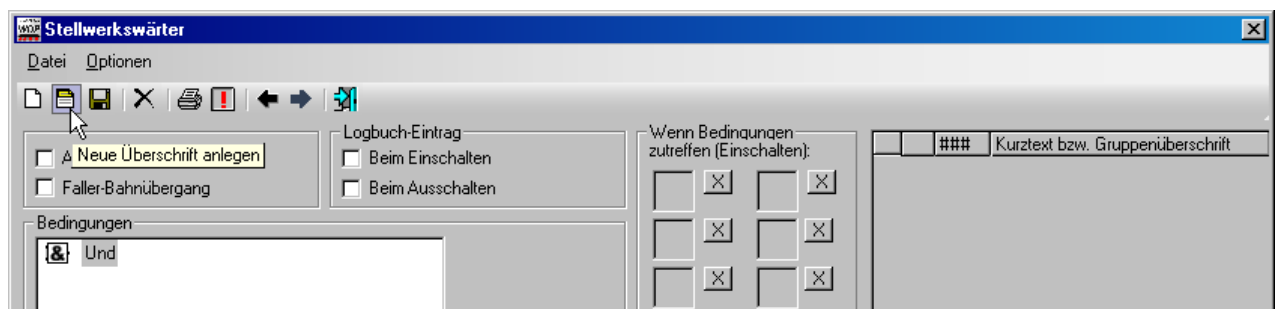 Stellwerkswärter
Datei Optionen
Neue Überschrift anlegen
A
Faller-Bahnübergang
Logbuch-Eintrag
Beim Einschalten
Beim Ausschalten
Bedingungen
& Und
Wenn Bedingungen
zutreffen (Einschalten):
X X
X X
X X
### Kurztext bzw. Gruppenüberschrift